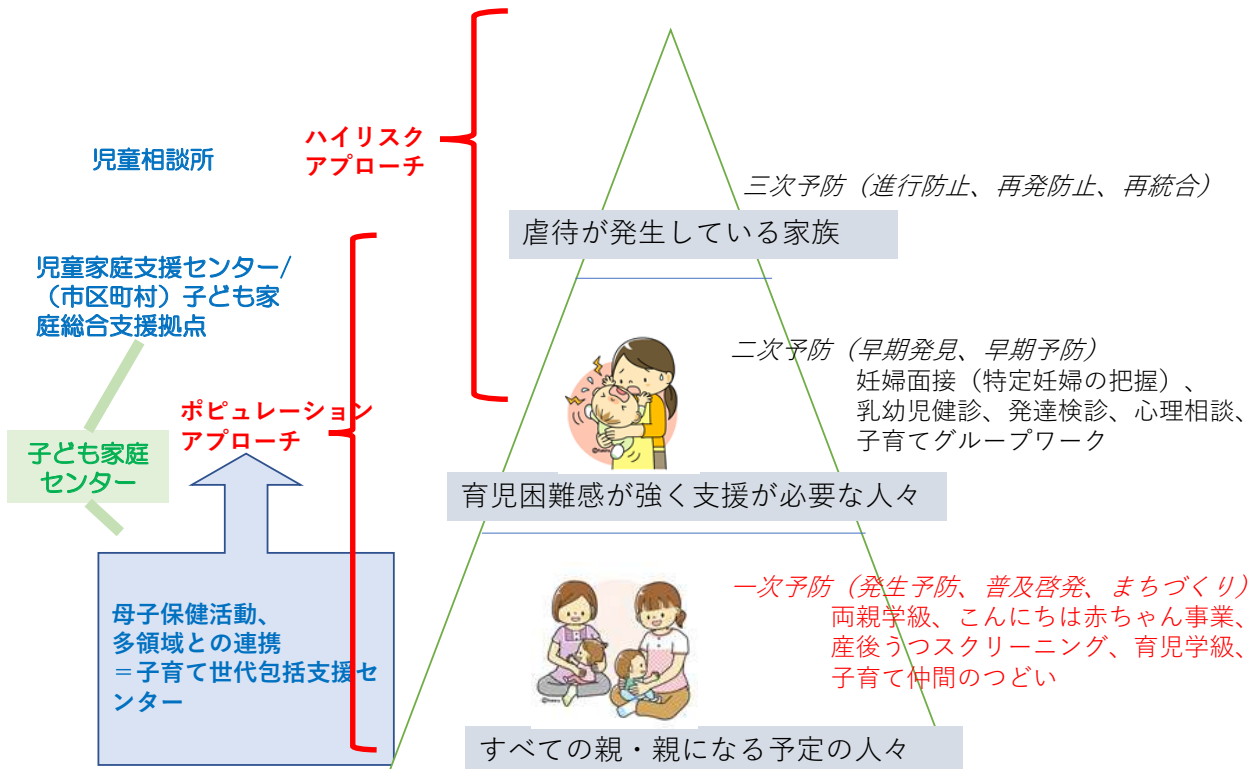 児童相談所
ハイリスク
アプローチ
三次予防（進行防止、再発防止、再統合）
虐待が発生している家族
児童家庭支援センター/
（市区町村）子ども家
庭総合支援拠点
二次予防（早期発見、早期予防）
妊婦面接（特定妊婦の把握）、
乳幼児健診、発達検診、心理相談、
子育てグループワーク
ポピュレーション
アプローチ
子ども家庭
センター
育児困難感が強く支援が必要な人々
一次予防（発生予防、普及啓発、まちづくり）
両親学級、こんにちは赤ちゃん事業、
産後うつスクリーニング、育児学級、
子育て仲間のつどい
母子保健活動、
多領域との連携
＝子育て世代包括支援セ
ンター
すべての親・親になる予定の人々